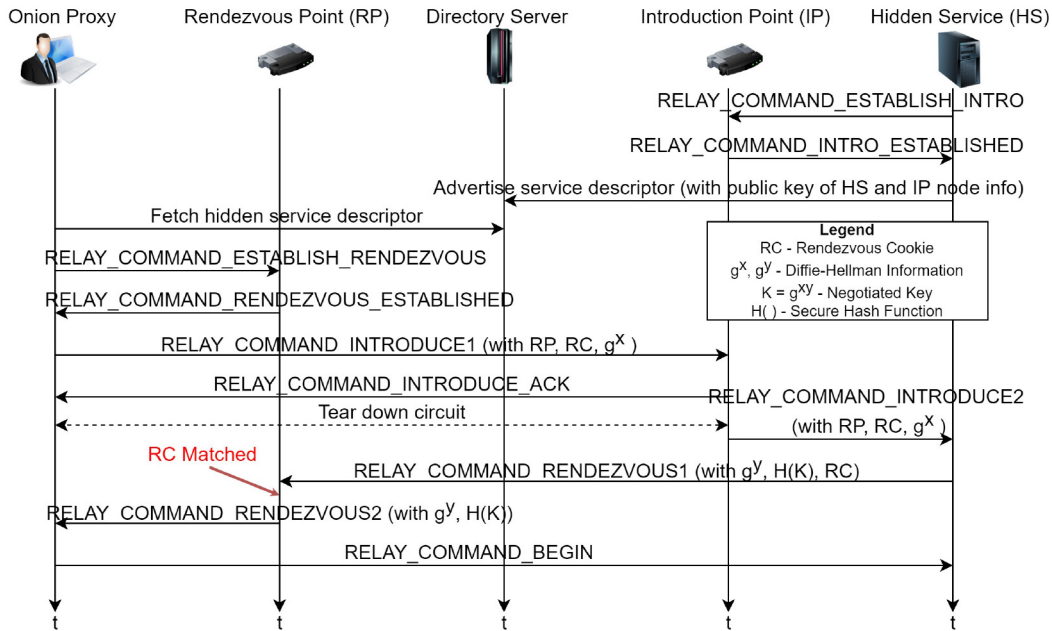 Onion Proxy
Rendezvous Point (RP)
Directory Server
Introduction Point (IP)
Hidden Service (HS)
RELAY_COMMAND_ESTABLISH_INTRO
RELAY_COMMAND_INTRO_ESTABLISHED
Advertise service descriptor (with public key of HS and IP node info)
Fetch hidden service descriptor
Legend
RC - Rendezvous Cookie
g^x, g^y - Diffie-Hellman Information
K = g^xy - Negotiated Key
H( ) - Secure Hash Function
RELAY_COMMAND_ESTABLISH_RENDEZVOUS
RELAY_COMMAND_RENDEZVOUS_ESTABLISHED
RELAY_COMMAND_INTRODUCE1 (with RP, RC, g^x )
RELAY_COMMAND_INTRODUCE_ACK
RELAY_COMMAND_INTRODUCE2
(with RP, RC, g^x )
Tear down circuit
RC Matched
RELAY_COMMAND_RENDEZVOUS1 (with g^y, H(K), RC)
RELAY_COMMAND_RENDEZVOUS2 (with g^y, H(K))
RELAY_COMMAND_BEGIN
t
t
t
t
t